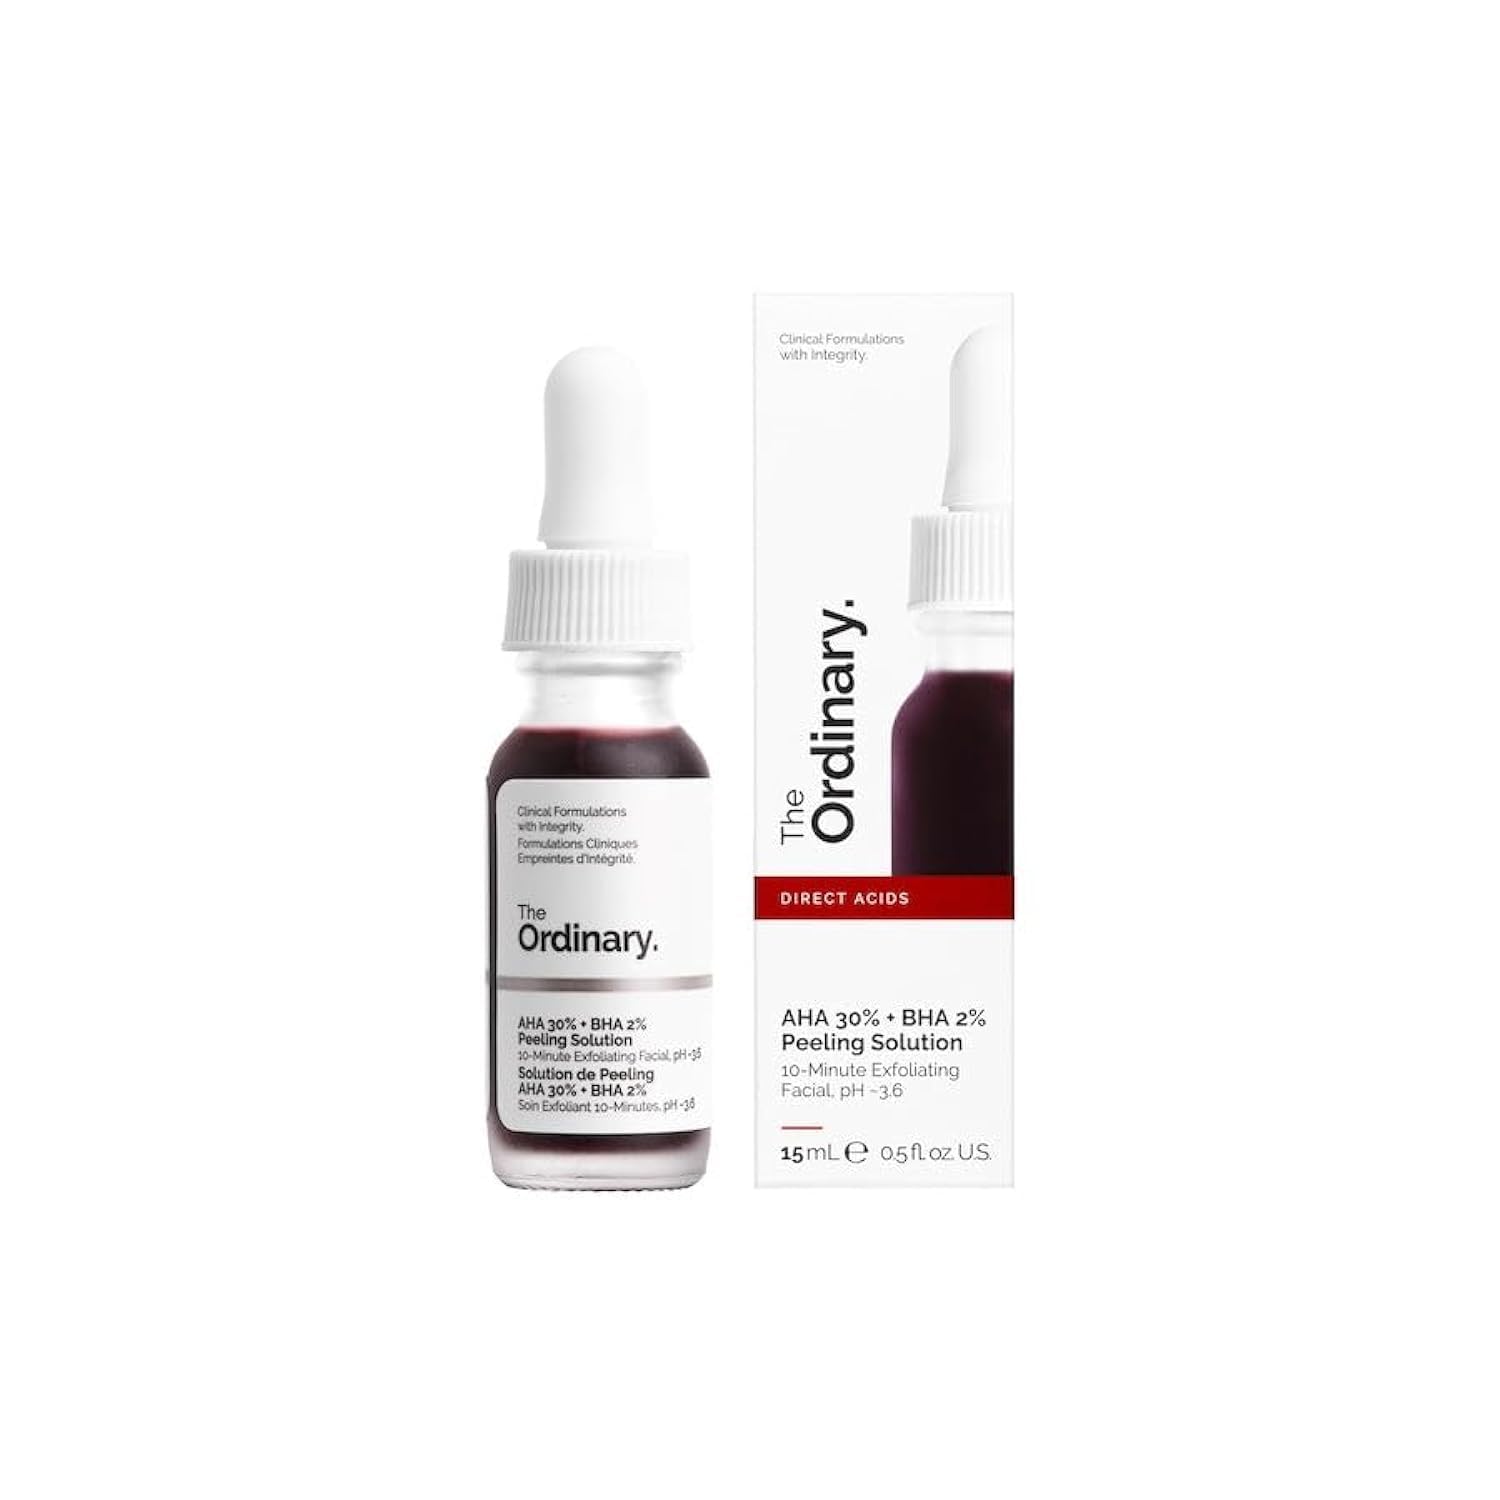 Clinical Formulations
with Integrity.
Formulations Cliniques
Empreintes d'Intégrité.
The
Ordinary.
AHA 30% + BHA 2%
Peeling Solution
10-Minute Exfoliating Facial, pH ~3.6
Solution de Peeling
AHA 30% + BHA 2%
Soin Exfoliant 10-Minutes, pH ~3.6
Clinical Formulations
with Integrity.
The
Ordinary.
DIRECT ACIDS
AHA 30% + BHA 2%
Peeling Solution
10-Minute Exfoliating
Facial, pH ~3.6
15 mL ℮ 0.5 fl. oz. U.S.